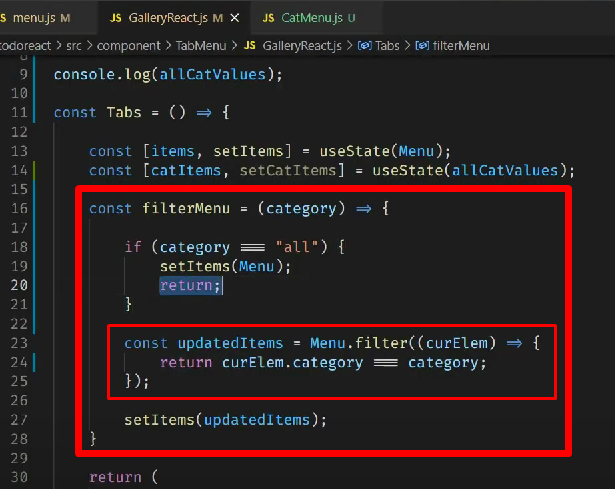 menu.js M GalleryReact.js M × CatMenu.js U
todoreact > src > component > TabMenu > JS GalleryReact.js > Tabs > filterMenu
8
9 console.log(allCatValues);
10
11 const Tabs = () => {
12
13 const [items, setItems] = useState(Menu);
14 const [catItems, setCatItems] = useState(allCatValues);
15
16 const filterMenu = (category) => {
17
18 if (category === "all") {
19 setItems(Menu);
20 return;
21 }
22
23 const updatedItems = Menu.filter((curElem) => {
24 return curElem.category === category;
25 });
26
27 setItems(updatedItems);
28 }
29
30 return (